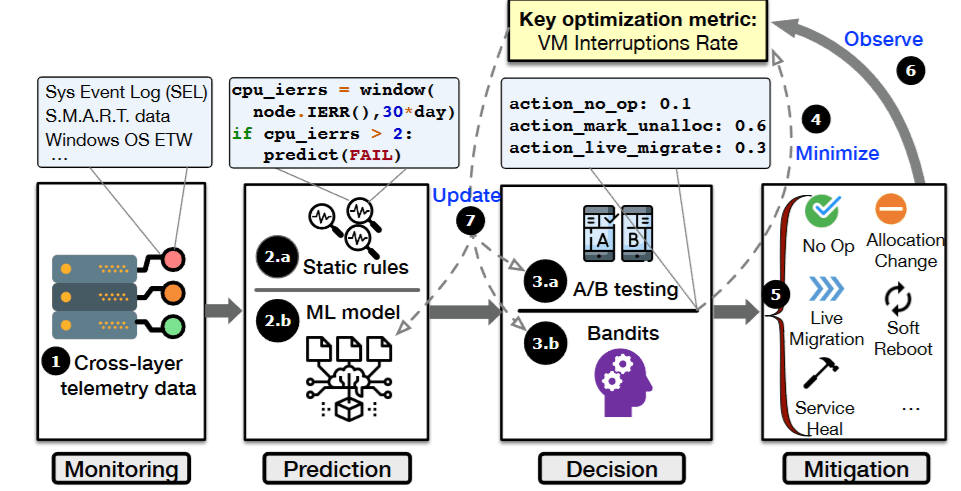 Key optimization metric:
VM Interruptions Rate
Observe
6
Sys Event Log (SEL)
S.M.A.R.T. data
Windows OS ETW
...
cpu_ierrs = window(
node.IERR(),30*day)
if cpu_ierrs > 2:
predict(FAIL)
action_no_op: 0.1
action_mark_unalloc: 0.6
action_live_migrate: 0.3
4
Minimize
Update
7
1
Cross-layer
telemetry data
2.a
Static rules
2.b
ML model
A B
3.a
A/B testing
3.b
Bandits
5
No Op
Allocation
Change
Live
Migration
Soft
Reboot
Service
Heal
...
Monitoring
Prediction
Decision
Mitigation